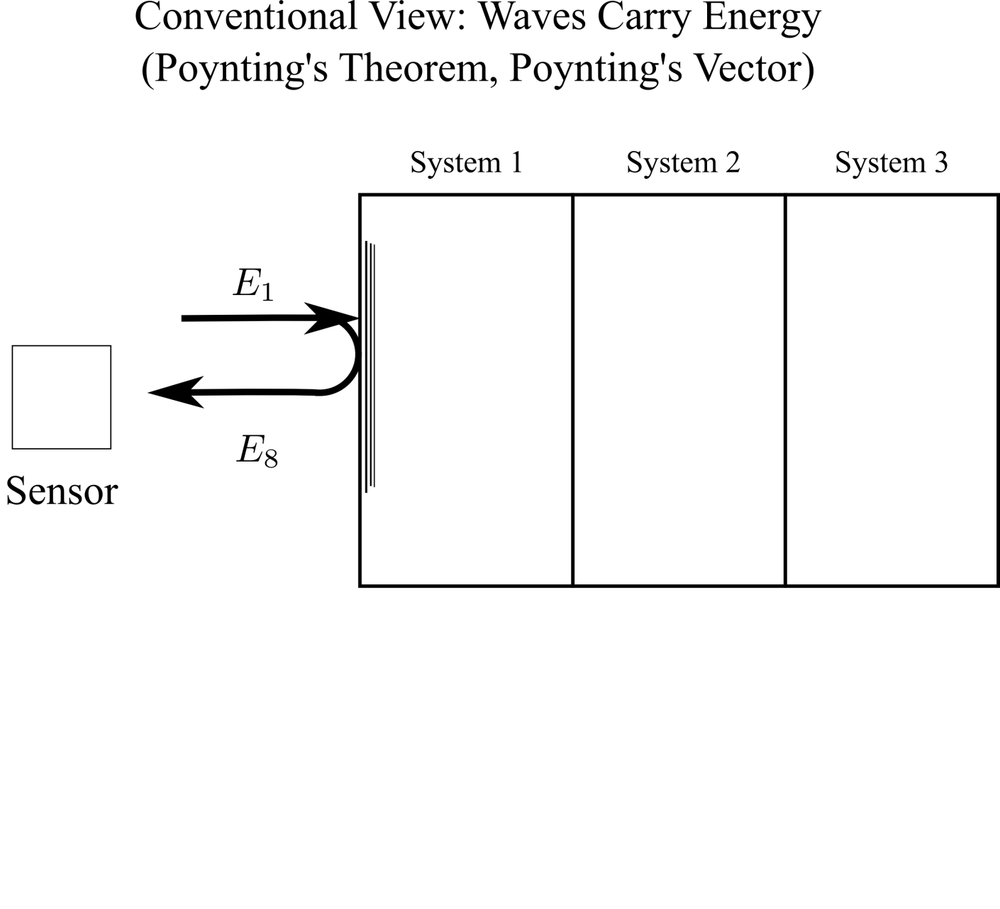 Conventional View: Waves Carry Energy
(Poynting's Theorem, Poynting's Vector)
System 1
System 2
System 3
E₁
E₈
Sensor